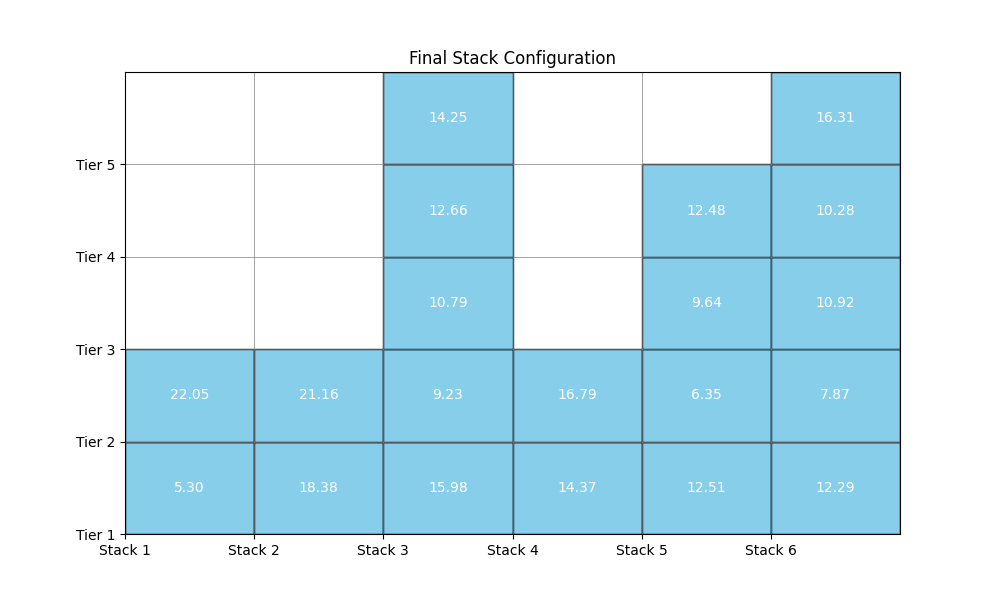 Final Stack Configuration
14.25 16.31
Tier 5
12.66 12.48 10.28
Tier 4
10.79 9.64 10.92
Tier 3
22.05 21.16 9.23 16.79 6.35 7.87
Tier 2
5.30 18.38 15.98 14.37 12.51 12.29
Tier 1
Stack 1 Stack 2 Stack 3 Stack 4 Stack 5 Stack 6